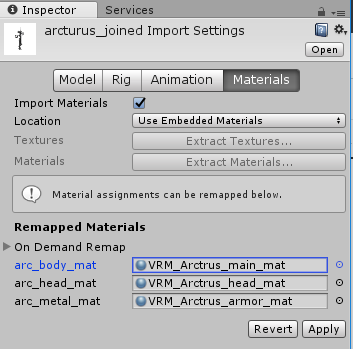 Inspector Services
arcturus_joined Import Settings
Open
Model Rig Animation Materials
Import Materials
Location Use Embedded Materials
Textures Extract Textures...
Materials Extract Materials...
Material assignments can be remapped below.
Remapped Materials
On Demand Remap
arc_body_mat VRM_Arctrus_main_mat
arc_head_mat VRM_Arctrus_head_mat
arc_metal_mat VRM_Arctrus_armor_mat
Revert Apply